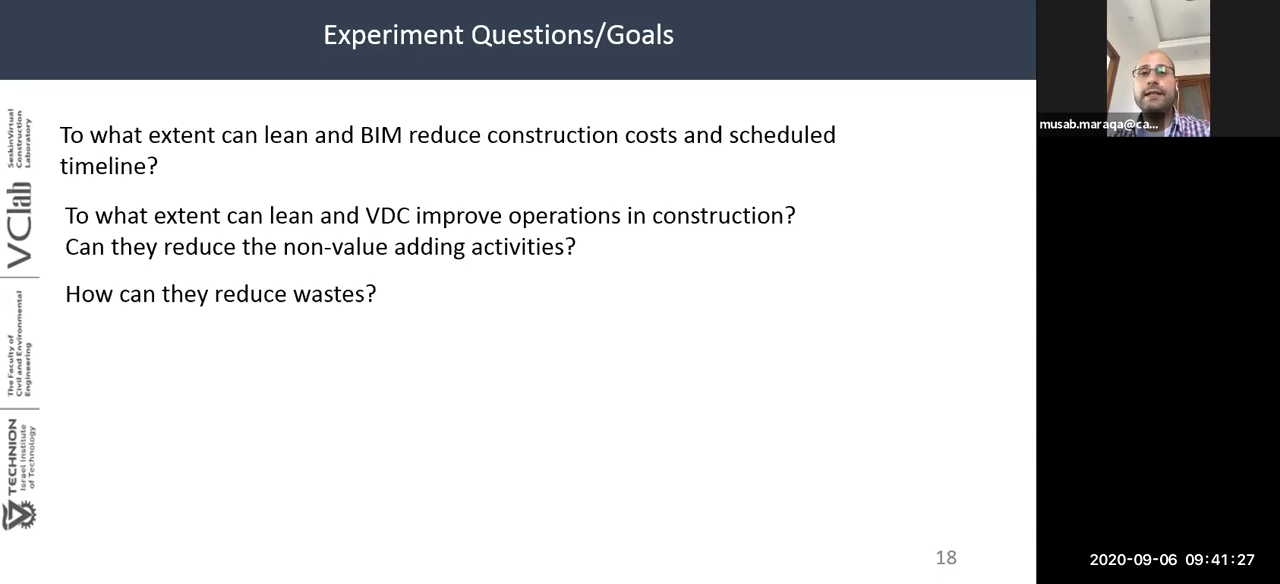 Experiment Questions/Goals
To what extent can lean and BIM reduce construction costs and scheduled
timeline?
To what extent can lean and VDC improve operations in construction?
Can they reduce the non-value adding activities?
How can they reduce wastes?
18
SeskinVirtual
Construction
Laboratory
VClab
The Faculty of
Civil and Environmental
Engineering
TECHNION
Israel Institute
of Technology
musab.maraqa@ca...
2020-09-06 09:41:27